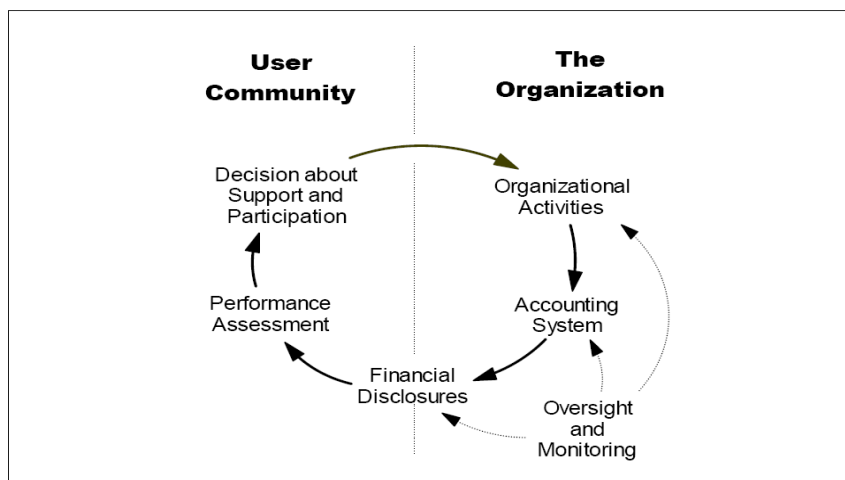 User
Community
The
Organization
Decision about
Support and
Participation
Organizational
Activities
Performance
Assessment
Accounting
System
Financial
Disclosures
Oversight
and
Monitoring